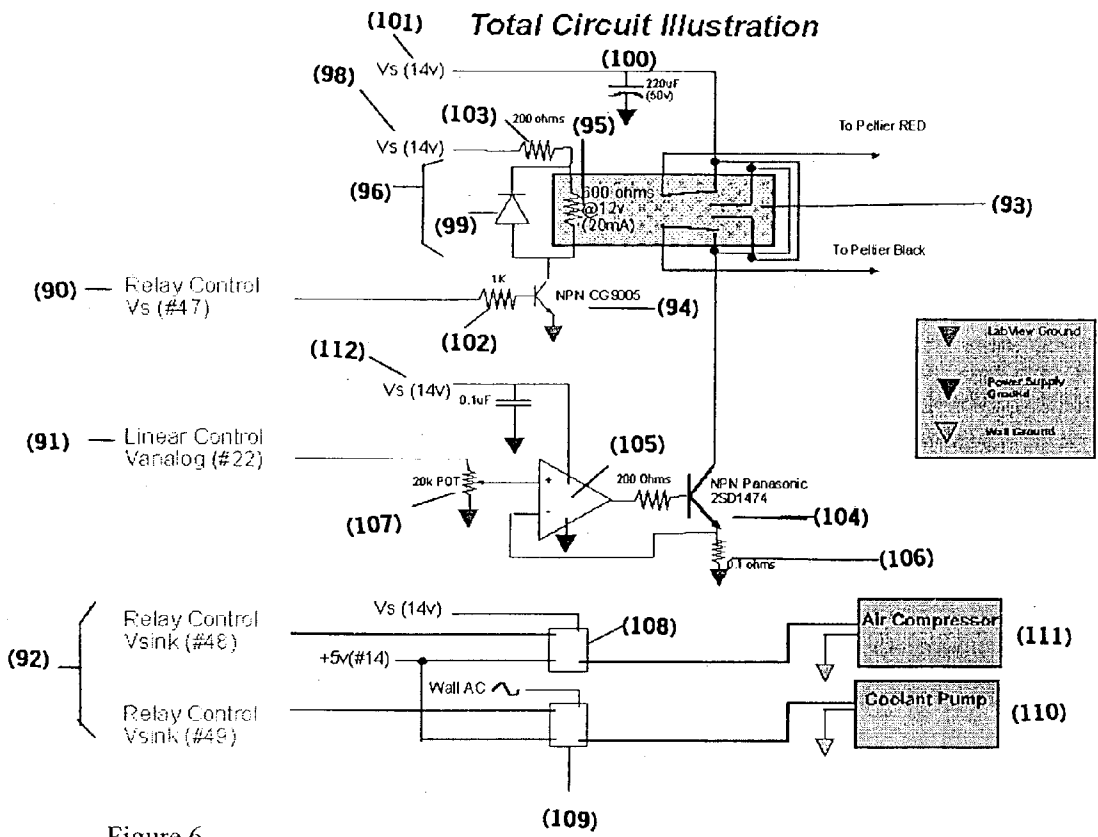 Total Circuit Illustration
(101)
Vs (14v)
(100)
220uF
(50v)
(98)
(103)
200 ohms
(95)
Vs (14v)
To Peltier RED
(96)
(99)
600 ohms
@12v
(20mA)
(93)
To Peltier Black
(90)
Relay Control
Vs (#47)
1K
NPN CG9005
(94)
(102)
(112)
Vs (14v)
0.1uF
LabView Ground
Power Supply
Ground
Wall Ground
(91)
Linear Control
Vanalog (#22)
(105)
20k POT
+
-
200 Ohms
NPN Panasonic
2SD1474
(107)
(104)
(106)
0.1 ohms
Vs (14v)
(92)
Relay Control
Vsink (#48)
(108)
Air Compressor
(111)
+5v(#14)
Wall AC
Relay Control
Vsink (#49)
Coolant Pump
(110)
(109)
Figure 6